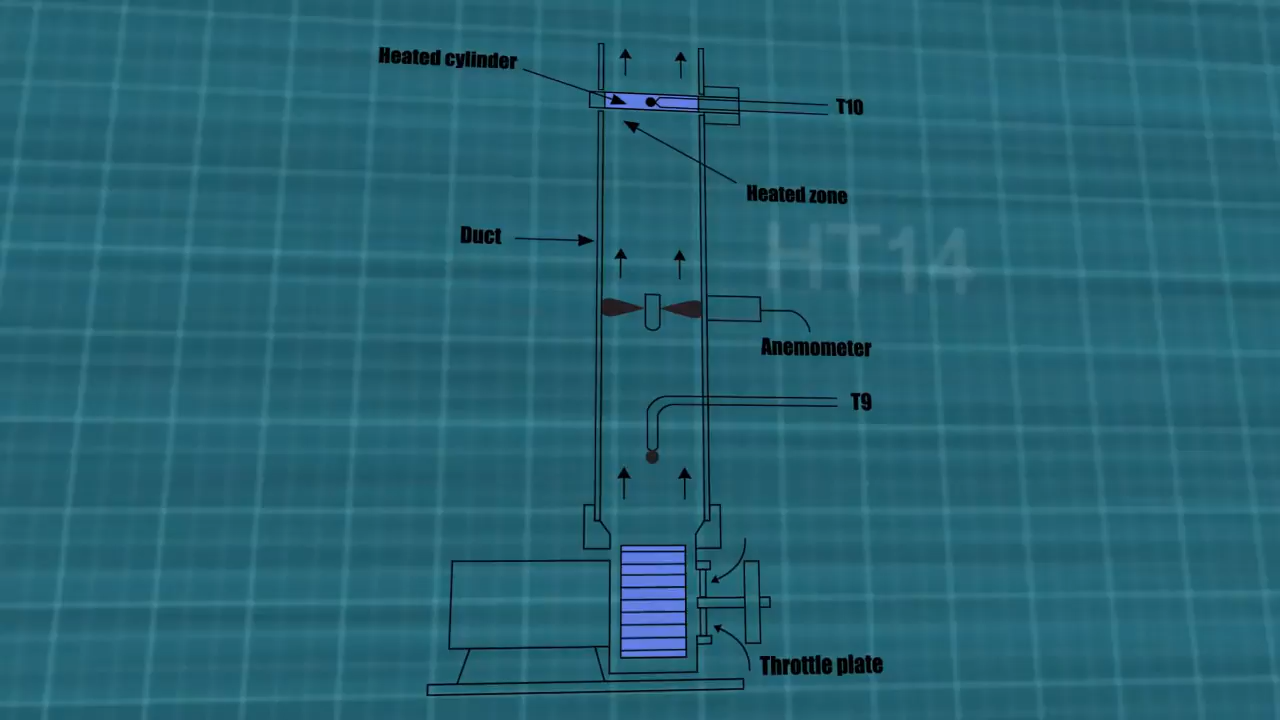 Heated cylinder
T10
Heated zone
Duct
HT14
Anemometer
T9
Throttle plate